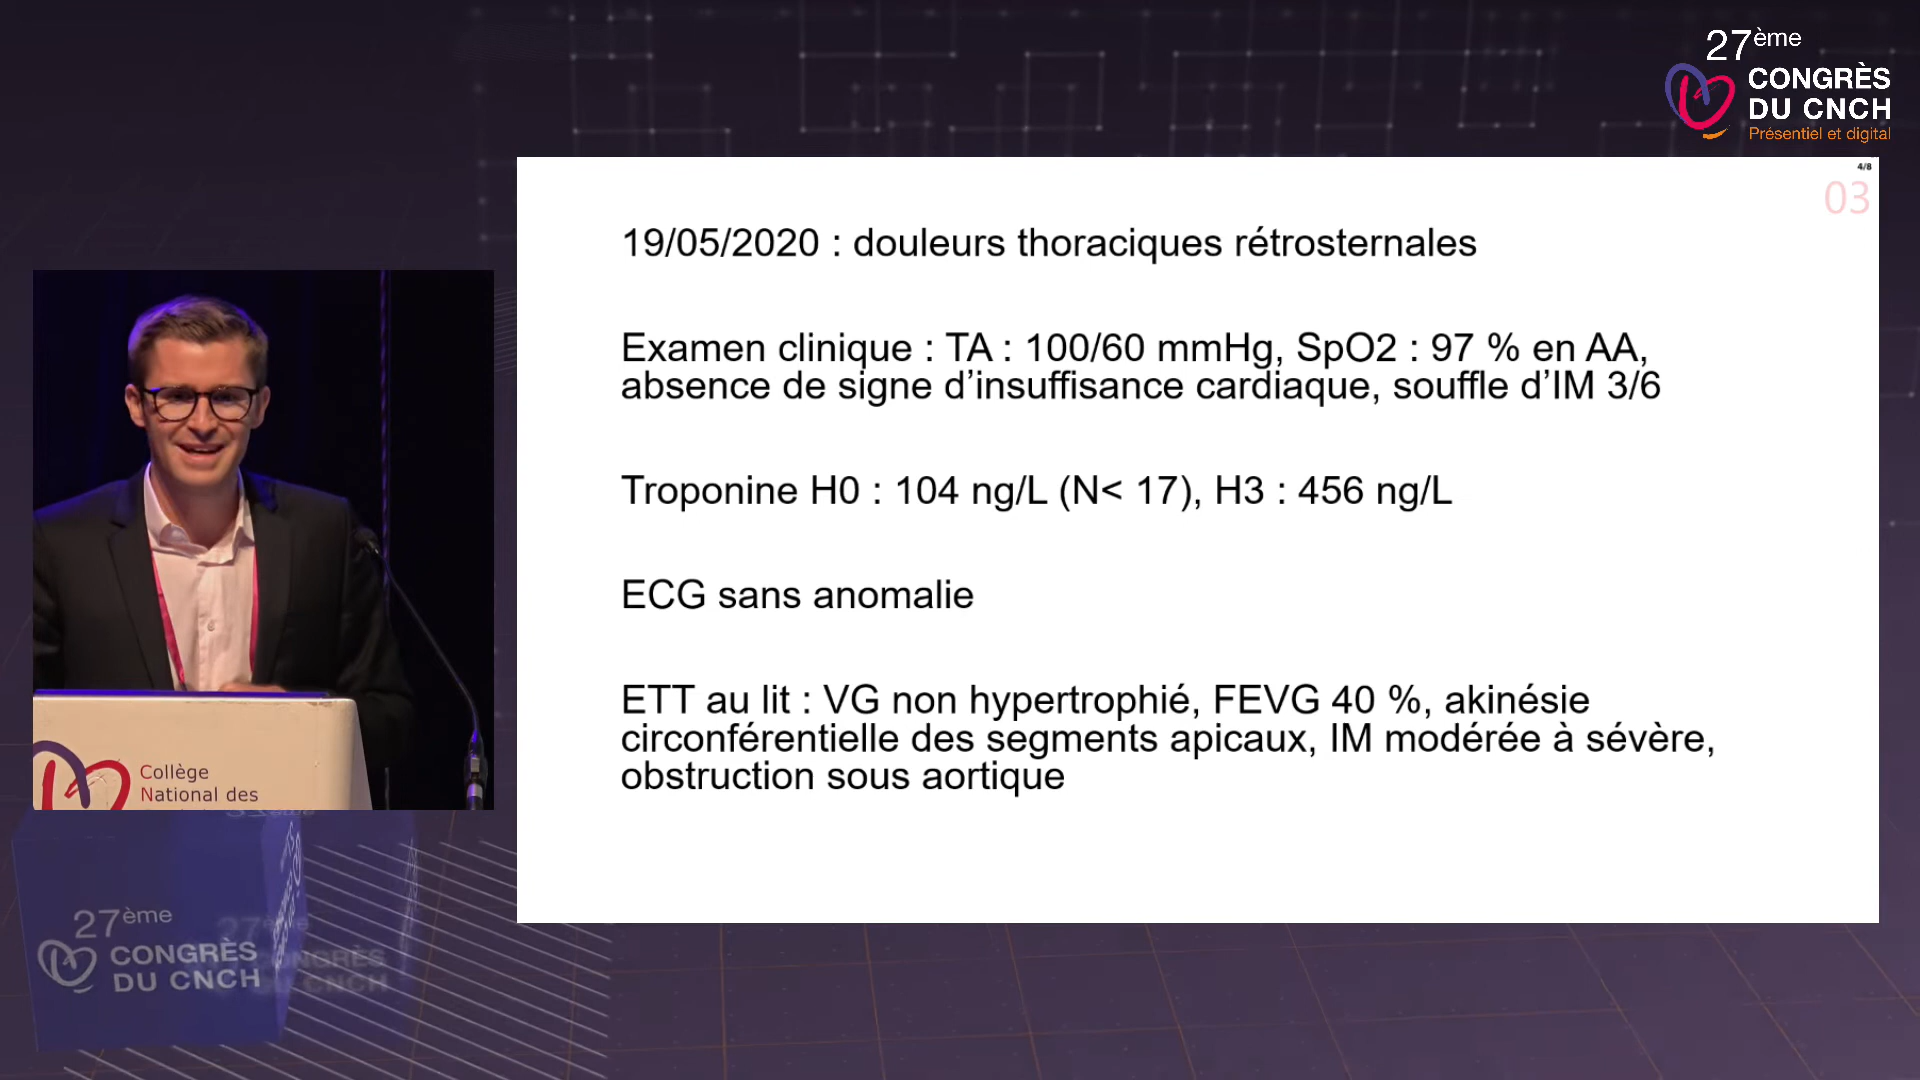 27ème
CONGRÈS
DU CNCH
Présentiel et digital
4/8
03
19/05/2020 : douleurs thoraciques rétrosternales
Examen clinique : TA : 100/60 mmHg, SpO2 : 97 % en AA,
absence de signe d’insuffisance cardiaque, souffle d’IM 3/6
Troponine H0 : 104 ng/L (N< 17), H3 : 456 ng/L
ECG sans anomalie
ETT au lit : VG non hypertrophié, FEVG 40 %, akinésie
circonférentielle des segments apicaux, IM modérée à sévère,
obstruction sous aortique
Collège
National des
27ème
CONGRÈS
DU CNCH